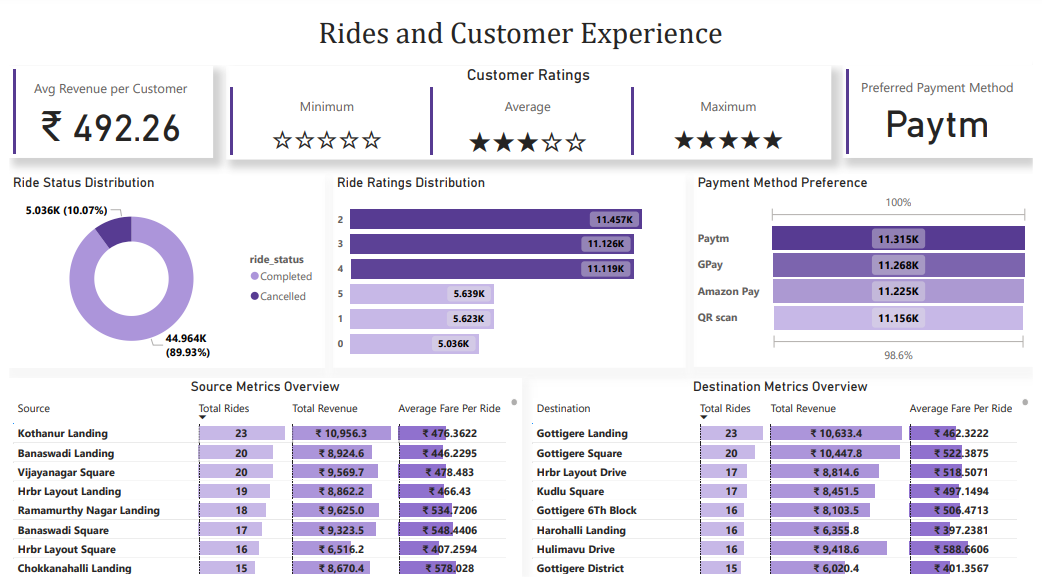 Rides and Customer Experience
Avg Revenue per Customer
₹ 492.26
Customer Ratings
Minimum
☆☆☆☆☆
Average
★★★☆☆
Maximum
★★★★★
Preferred Payment Method
Paytm
Ride Status Distribution
5.036K (10.07%)
44.964K
(89.93%)
ride_status
Completed
Cancelled
Ride Ratings Distribution
2 11.457K
3 11.126K
4 11.119K
5 5.639K
1 5.623K
0 5.036K
Payment Method Preference
100%
Paytm 11.315K
GPay 11.268K
Amazon Pay 11.225K
QR scan 11.156K
98.6%
Source Metrics Overview
Source Total Rides Total Revenue Average Fare Per Ride
Kothanur Landing 23 ₹ 10,956.3 ₹ 476.3622
Banaswadi Landing 20 ₹ 8,924.6 ₹ 446.2295
Vijayanagar Square 20 ₹ 9,569.7 ₹ 478.483
Hrbr Layout Landing 19 ₹ 8,862.2 ₹ 466.43
Ramamurthy Nagar Landing 18 ₹ 9,625.0 ₹ 534.7206
Banaswadi Square 17 ₹ 9,323.5 ₹ 548.4406
Hrbr Layout Square 16 ₹ 6,516.2 ₹ 407.2594
Chokkanahalli Landing 15 ₹ 8,670.4 ₹ 578.028
Destination Metrics Overview
Destination Total Rides Total Revenue Average Fare Per Ride
Gottigere Landing 23 ₹ 10,633.4 ₹ 462.3222
Gottigere Square 20 ₹ 10,447.8 ₹ 522.3875
Hrbr Layout Drive 17 ₹ 8,814.6 ₹ 518.5071
Kudlu Square 17 ₹ 8,451.5 ₹ 497.1494
Gottigere 6Th Block 16 ₹ 8,103.5 ₹ 506.4713
Harohalli Landing 16 ₹ 6,355.8 ₹ 397.2381
Hulimavu Drive 16 ₹ 9,418.6 ₹ 588.6606
Gottigere District 15 ₹ 6,020.4 ₹ 401.3567